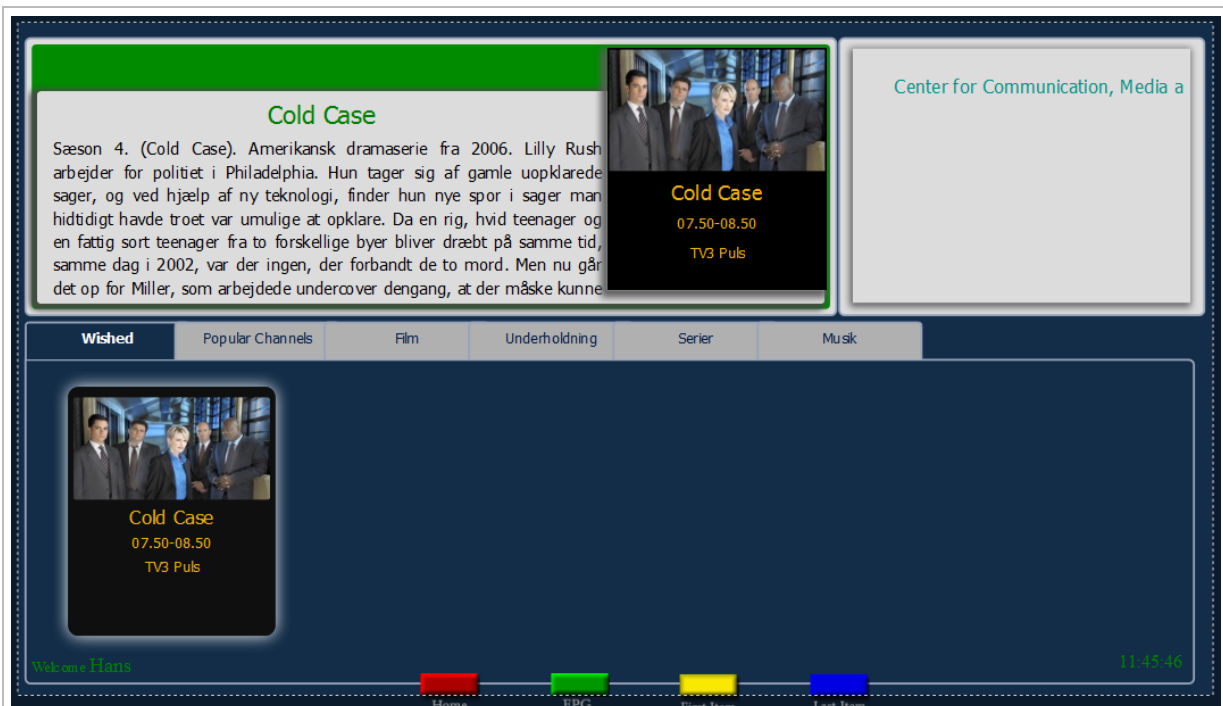 Cold Case
Sæson 4. (Cold Case). Amerikansk dramaserie fra 2006. Lilly Rush
arbejder for politiet i Philadelphia. Hun tager sig af gamle uopklarede
sager, og ved hjælp af ny teknologi, finder hun nye spor i sager man
hidtidigt havde troet var umulige at opklare. Da en rig, hvid teenager og
en fattig sort teenager fra to forskellige byer bliver dræbt på samme tid,
samme dag i 2002, var der ingen, der forbandt de to mord. Men nu går
det op for Miller, som arbejdede undercover dengang, at der måske kunne
Cold Case
07.50-08.50
TV3 Puls
Center for Communication, Media a
Wished Popular Channels Film Underholdning Serier Musik
Cold Case
07.50-08.50
TV3 Puls
Welcome Hans
11:45:46
Home EPG First Item Last Item